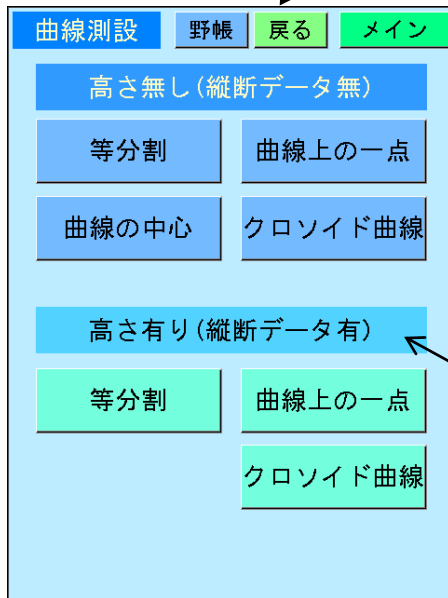 曲線測設 野帳 戻る メイン
高さ無し(縦断データ無)
等分割 曲線上の一点
曲線の中心 クロソイド曲線
高さ有り(縦断データ有)
等分割 曲線上の一点
クロソイド曲線